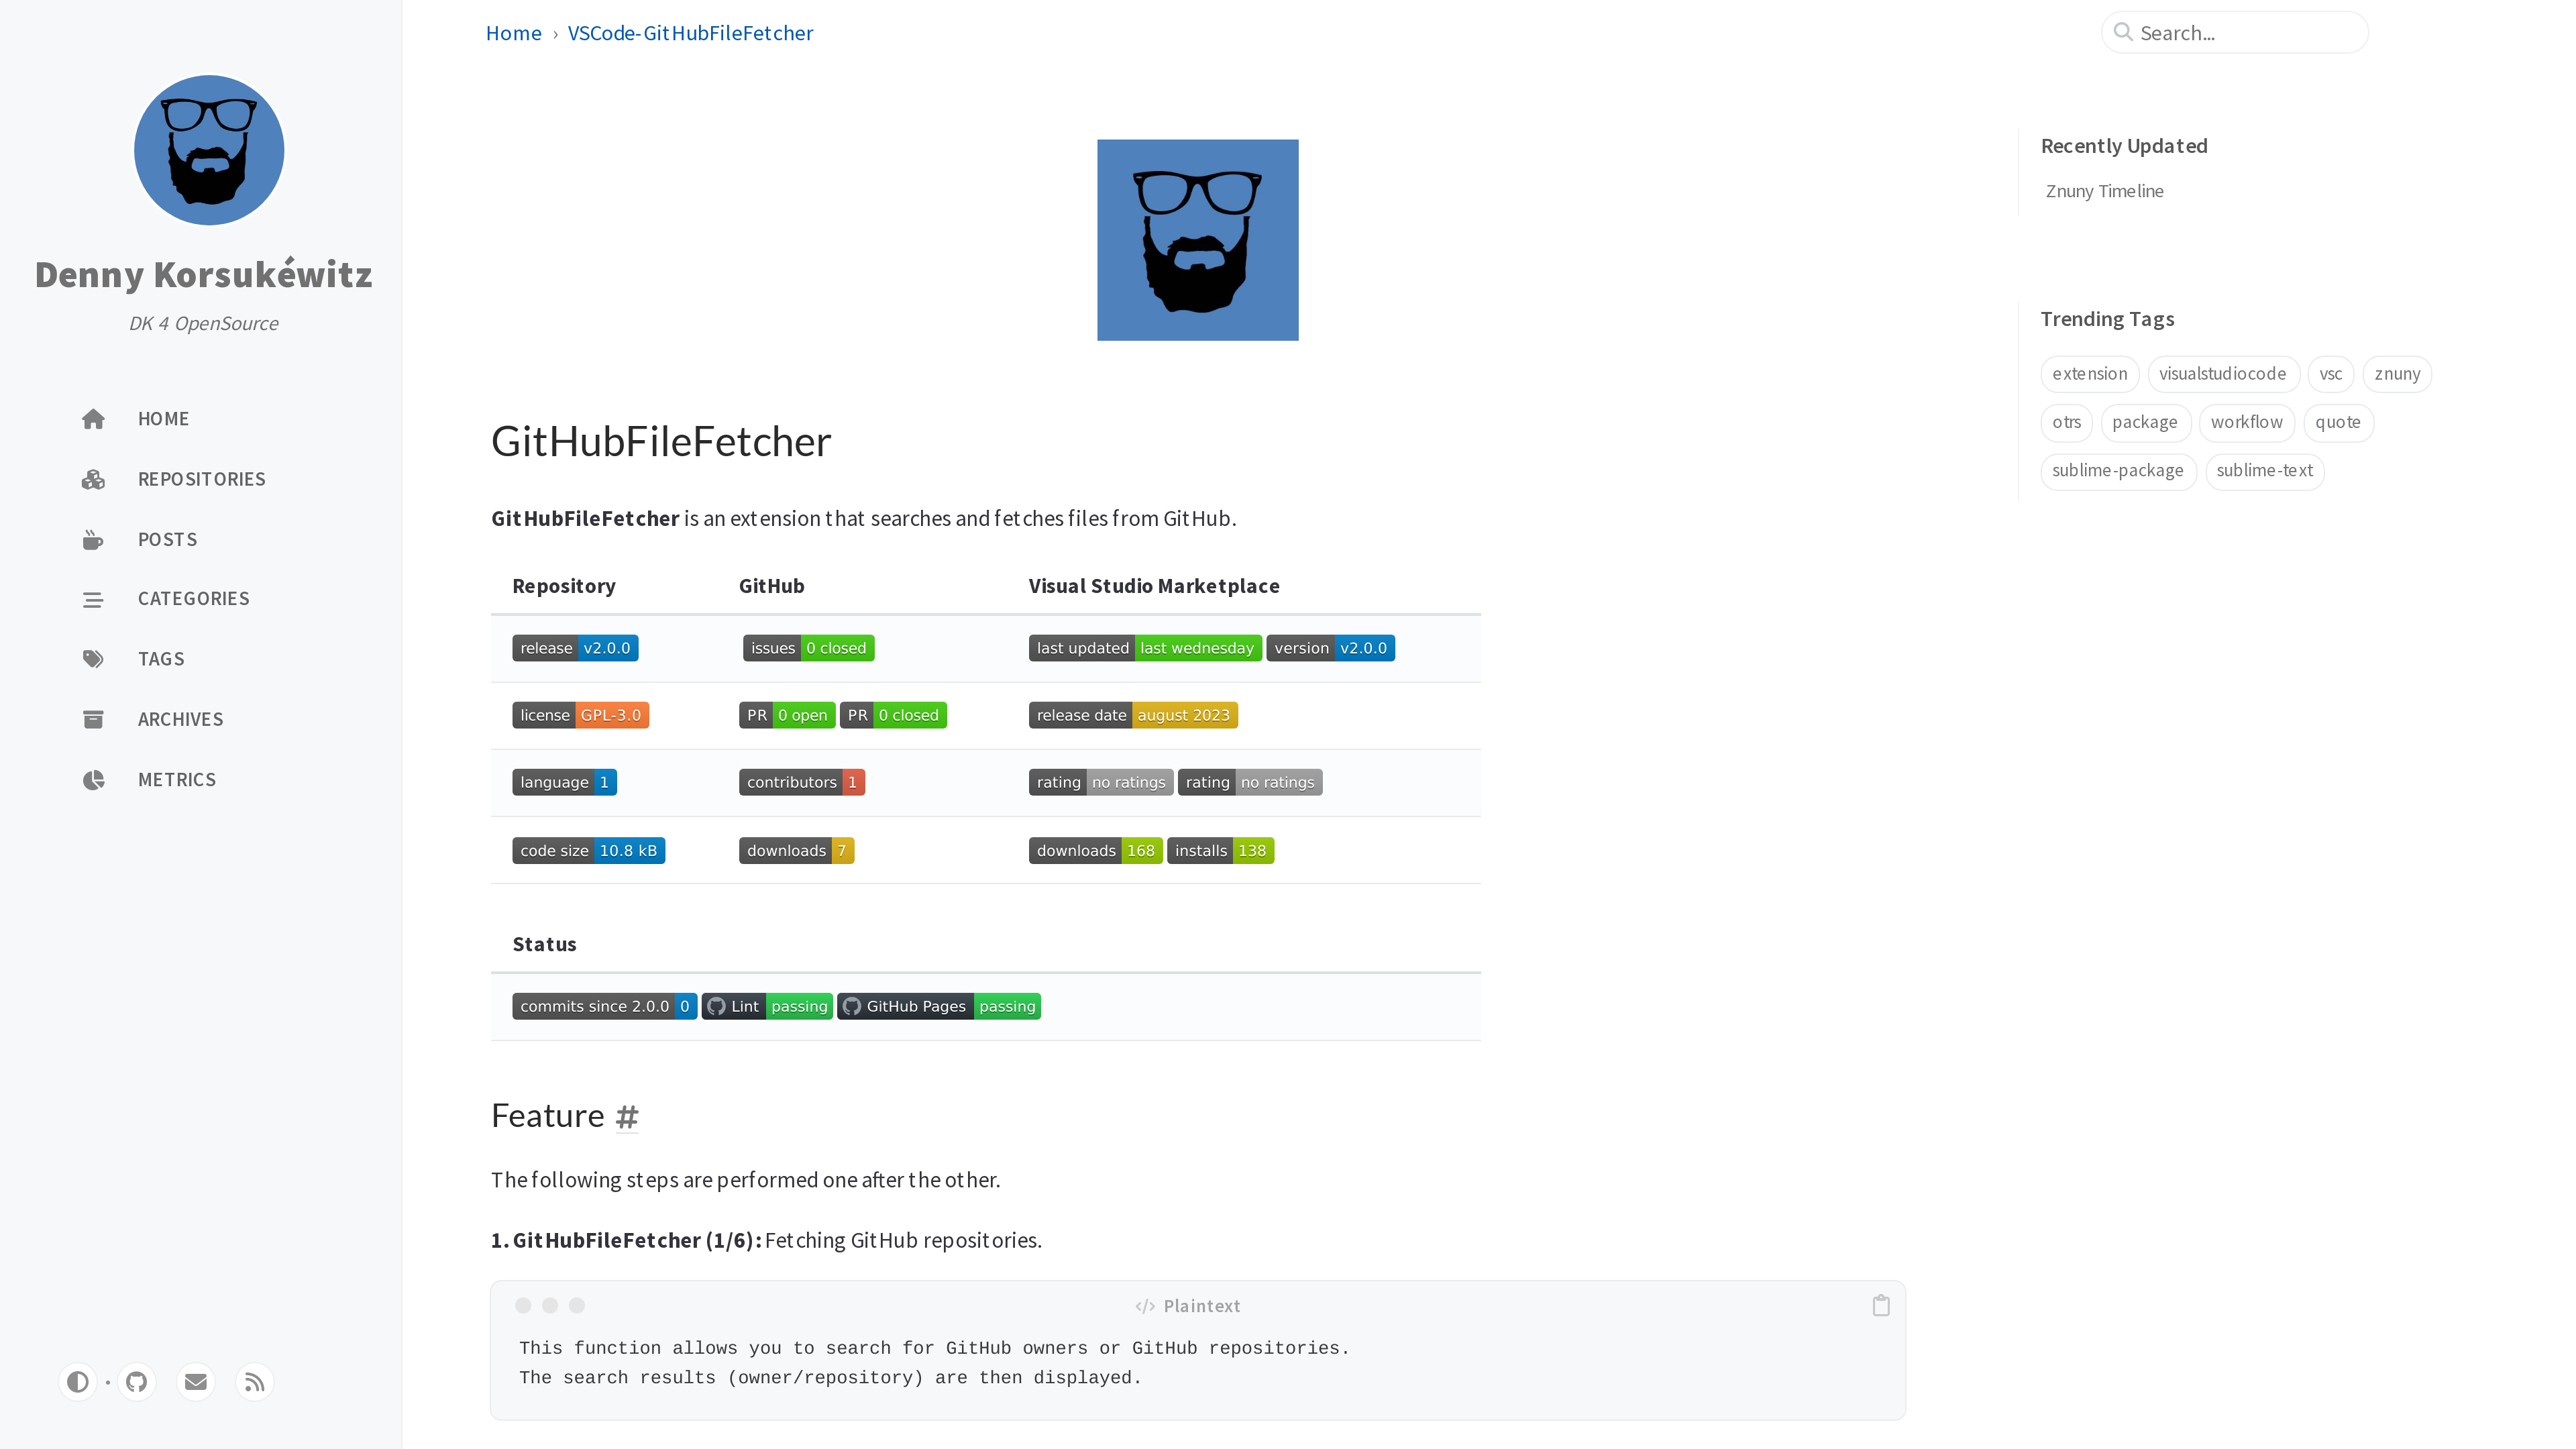 Denny Korsukéwitz
DK 4 OpenSource
HOME
REPOSITORIES
POSTS
CATEGORIES
TAGS
ARCHIVES
METRICS
Home › VSCode-GitHubFileFetcher
Search...
GitHubFileFetcher
GitHubFileFetcher is an extension that searches and fetches files from GitHub.
Repository GitHub Visual Studio Marketplace
release v2.0.0 issues 0 closed last updated last wednesday version v2.0.0
license GPL-3.0 PR 0 open PR 0 closed release date august 2023
language 1 contributors 1 rating no ratings rating no ratings
code size 10.8 kB downloads 7 downloads 168 installs 138
Status
commits since 2.0.0 0 Lint passing GitHub Pages passing
Feature #
The following steps are performed one after the other.
1. GitHubFileFetcher (1/6): Fetching GitHub repositories.
Plaintext
This function allows you to search for GitHub owners or GitHub repositories.
The search results (owner/repository) are then displayed.
Recently Updated
Znuny Timeline
Trending Tags
extension visualstudiocode vsc znuny
otrs package workflow quote
sublime-package sublime-text